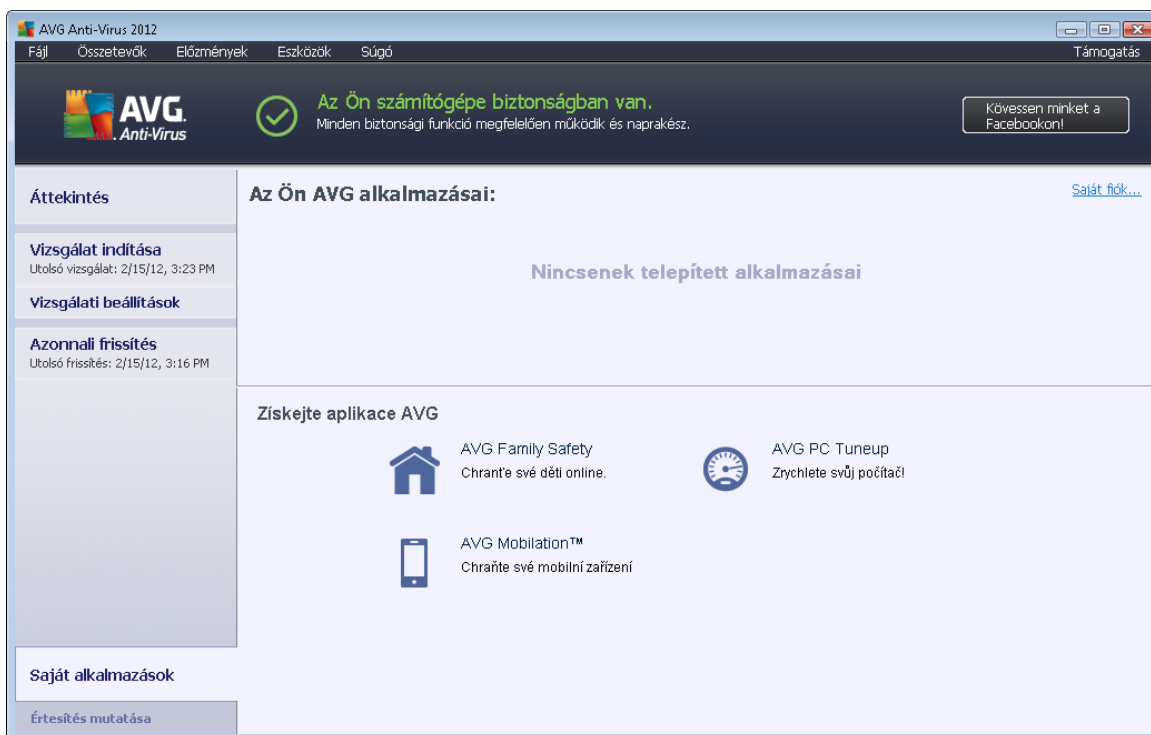 AVG Anti-Virus 2012
Fájl Összetevők Előzmények Eszközök Súgó Támogatás
AVG.
Anti-Virus
Az Ön számítógépe biztonságban van.
Minden biztonsági funkció megfelelően működik és naprakész.
Kövessen minket a
Facebookon!
Áttekintés
Vizsgálat indítása
Utolsó vizsgálat: 2/15/12, 3:23 PM
Vizsgálati beállítások
Azonnali frissítés
Utolsó frissítés: 2/15/12, 3:16 PM
Saját alkalmazások
Értesítés mutatása
Az Ön AVG alkalmazásai:
Saját fiók...
Nincsenek telepített alkalmazásai
Získejte aplikace AVG
AVG Family Safety
Chrant'e své děti online.
AVG PC Tuneup
Zrychlete svůj počítač!
AVG Mobilation™
Chraňte své mobilní zařízení